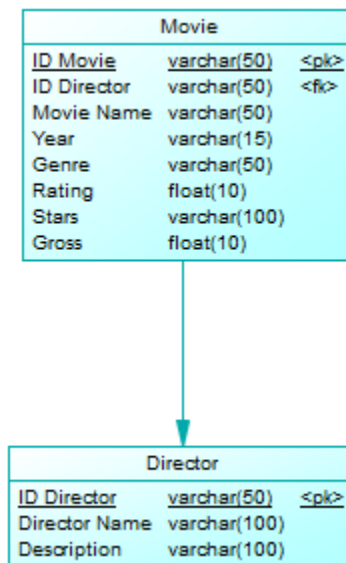 Movie
ID Movie varchar(50) <pk>
ID Director varchar(50) <fk>
Movie Name varchar(50)
Year varchar(15)
Genre varchar(50)
Rating float(10)
Stars varchar(100)
Gross float(10)
Director
ID Director varchar(50) <pk>
Director Name varchar(100)
Description varchar(100)